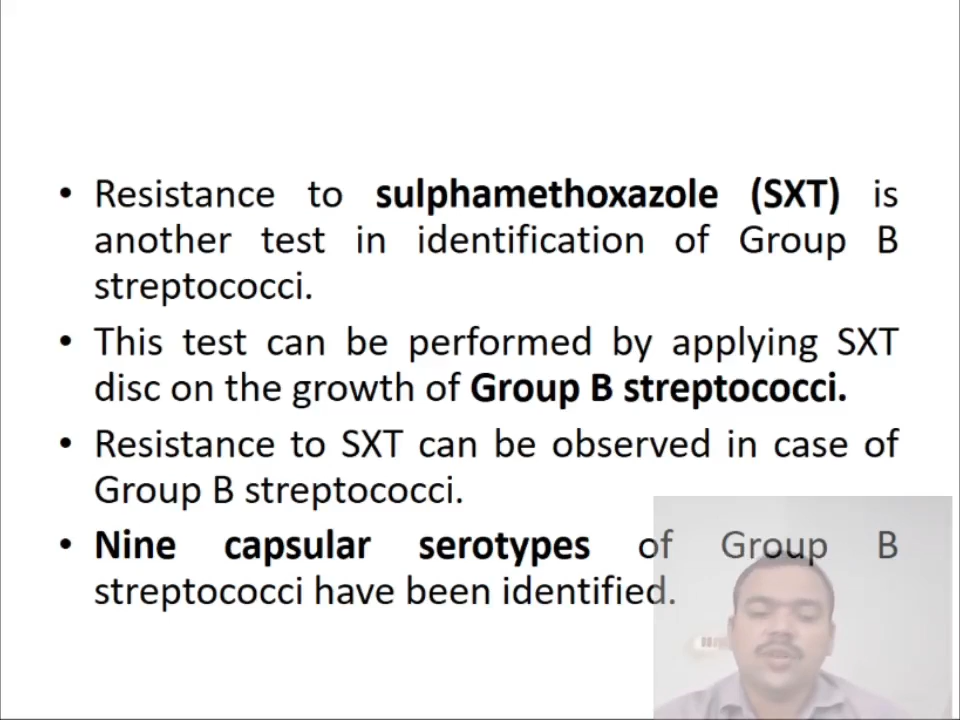 • Resistance to sulphamethoxazole (SXT) is
another test in identification of Group B
streptococci.
• This test can be performed by applying SXT
disc on the growth of Group B streptococci.
• Resistance to SXT can be observed in case of
Group B streptococci.
• Nine capsular serotypes of Group B
streptococci have been identified.